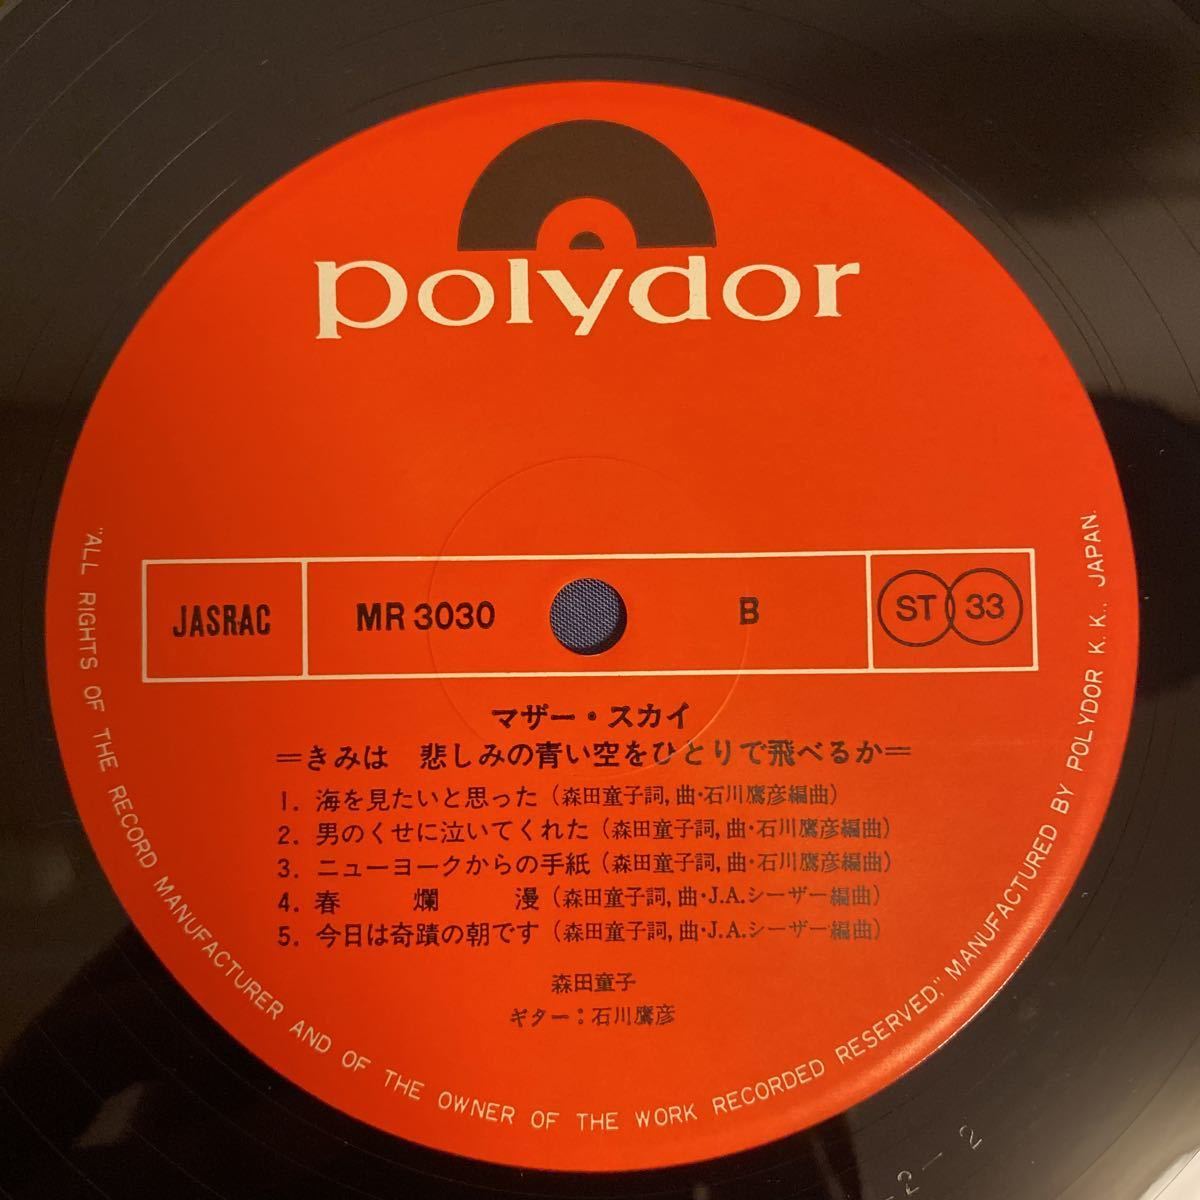 polydor
JASRAC
MR 3030
B
ST 33
マザー・スカイ
=きみは 悲しみの青い空をひとりで飛べるか=
1. 海を見たいと思った (森田童子詞, 曲・石川鷹彦編曲)
2. 男のくせに泣いてくれた (森田童子詞, 曲・石川鷹彦編曲)
3. ニューヨークからの手紙 (森田童子詞, 曲・石川鷹彦編曲)
4. 春 爛 漫 (森田童子詞, 曲・J.A.シーザー編曲)
5. 今日は奇蹟の朝です (森田童子詞, 曲・J.A.シーザー編曲)
森田童子
ギター：石川鷹彦
"ALL RIGHTS OF THE RECORD MANUFACTURER AND OF THE OWNER OF THE WORK RECORDED RESERVED," MANUFACTURED BY POLYDOR K. K., JAPAN.
2-2